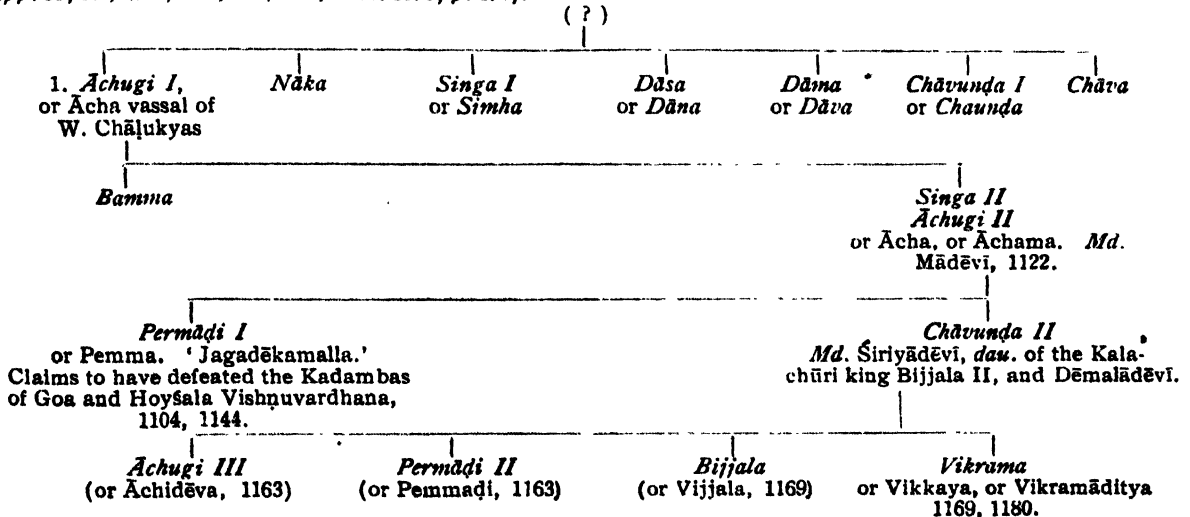 ( ? )
1. Āchugi I, Nāka Singa I Dāsa Dāma Chāvunḍa I Chāva
or Ācha vassal of or Simha or Dāna or Dāva or Chaunḍa
W. Chāḷukyas
Bamma Singa II
Āchugi II
or Ācha, or Āchama. Md.
Mādēvī, 1122.
Permāḍi I Chāvunḍa II
or Pemma. ‘ Jagadēkamalla.’ Md. Śiriyādēvī, dau. of the Kala-
Claims to have defeated the Kadambas chūri king Bijjala II, and Dēmalādēvī.
of Goa and Hoyśala Vishṇuvardhana,
1104, 1144.
Āchugi III Permāḍi II Bijjala Vikrama
(or Āchidēva, 1163) (or Pemmaḍi, 1163) (or Vijjala, 1169) or Vikkaya, or Vikramāditya
1169, 1180.